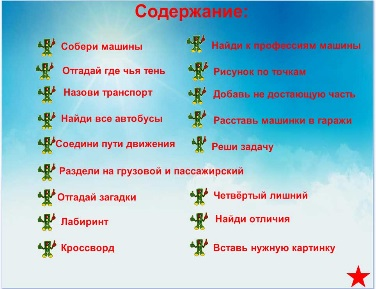 Содержание:
Собери машины
Отгадай где чья тень
Назови транспорт
Найди все автобусы
Соедини пути движения
Раздели на грузовой и пассажирский
Отгадай загадки
Лабиринт
Кроссворд
Найди к профессиям машины
Рисунок по точкам
Добавь не достающую часть
Расставь машинки в гаражи
Реши задачу
Четвёртый лишний
Найди отличия
Вставь нужную картинку